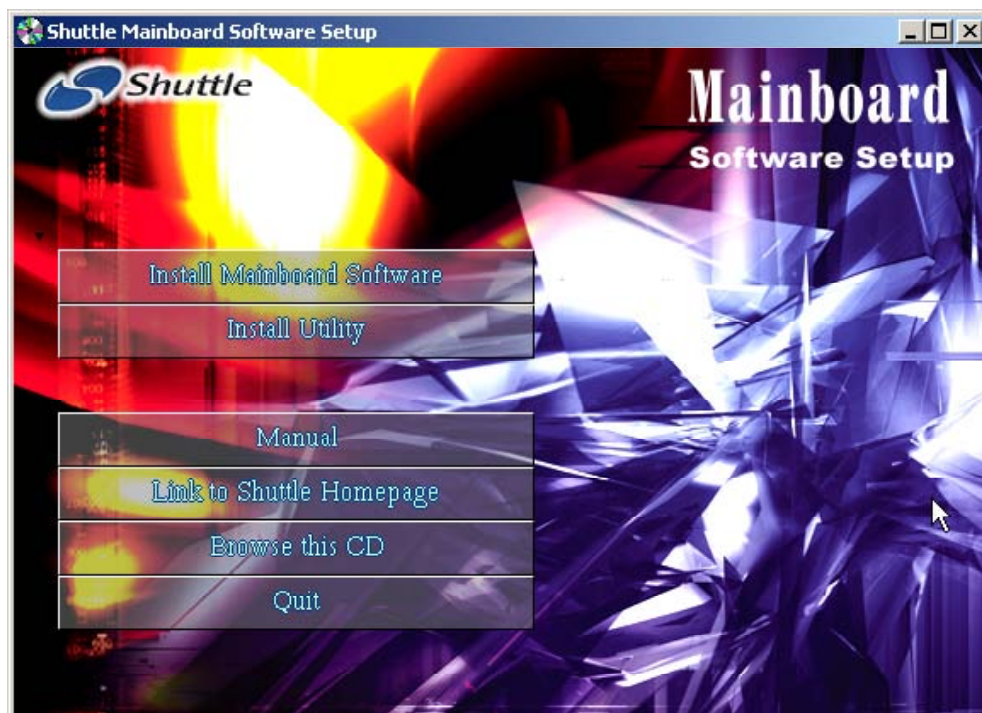 Shuttle Mainboard Software Setup
Shuttle
Mainboard
Software Setup
Install Mainboard Software
Install Utility
Manual
Link to Shuttle Homepage
Browse this CD
Quit